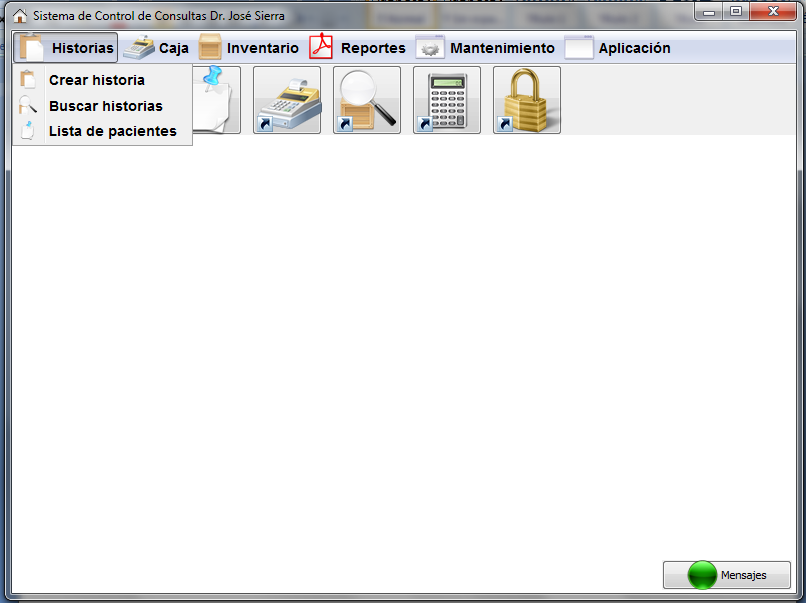 Sistema de Control de Consultas Dr. José Sierra
Historias Caja Inventario Reportes Mantenimiento Aplicación
Crear historia
Buscar historias
Lista de pacientes
Mensajes